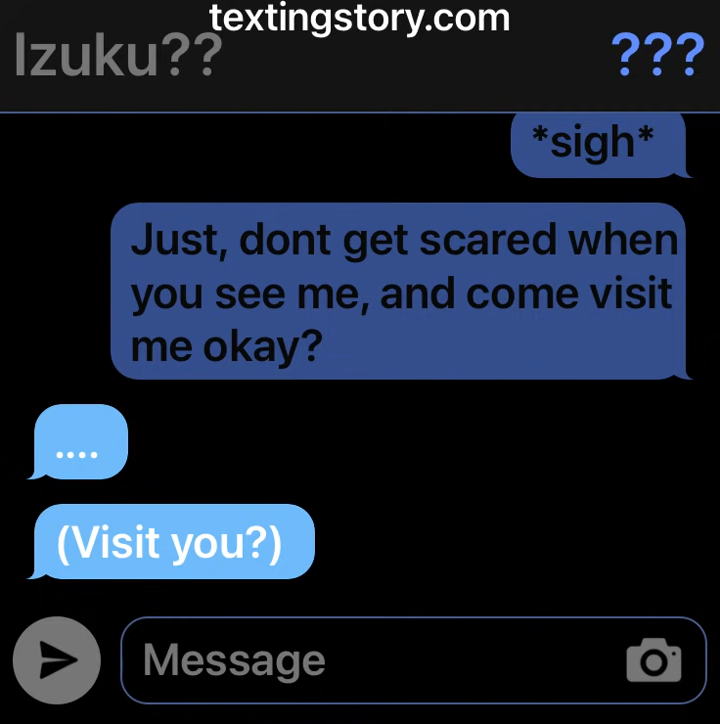 textingstory.com
Izuku?? ???
*sigh*
Just, dont get scared when
you see me, and come visit
me okay?
....
(Visit you?)
Message